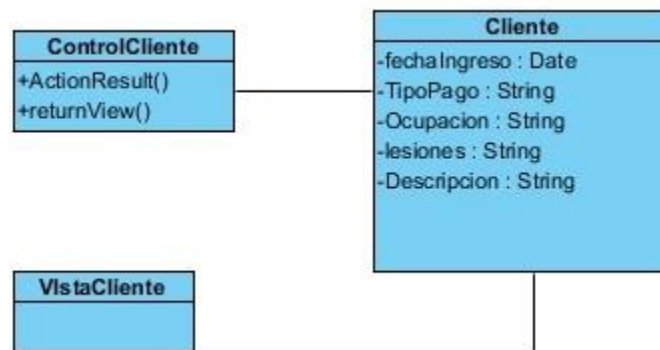 ControlCliente
+ActionResult()
+returnView()
Cliente
-fechaIngreso : Date
-TipoPago : String
-Ocupacion : String
-lesiones : String
-Descripcion : String
VIstaCliente